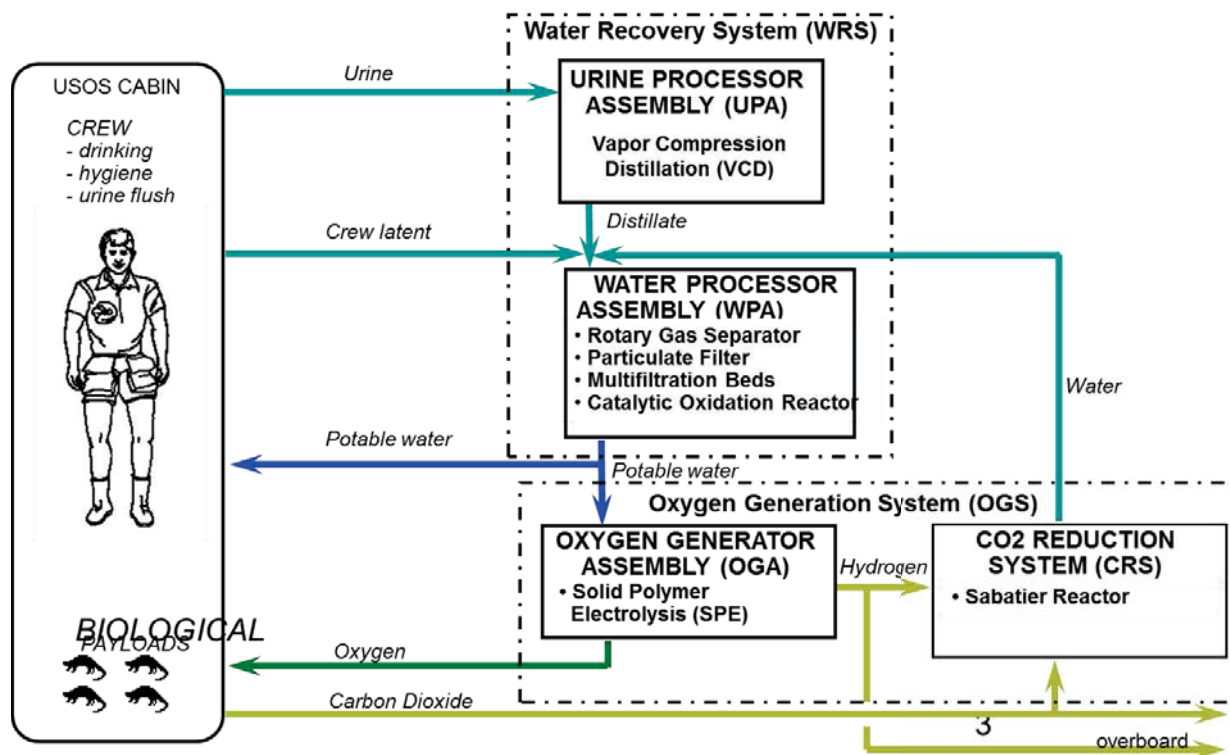 Water Recovery System (WRS)
USOS CABIN
CREW
- drinking
- hygiene
- urine flush
Urine
URINE PROCESSOR
ASSEMBLY (UPA)
Vapor Compression
Distillation (VCD)
Distillate
Crew latent
WATER PROCESSOR
ASSEMBLY (WPA)
• Rotary Gas Separator
• Particulate Filter
• Multifiltration Beds
• Catalytic Oxidation Reactor
Water
Potable water
Potable water
Oxygen Generation System (OGS)
OXYGEN GENERATOR
ASSEMBLY (OGA)
• Solid Polymer
Electrolysis (SPE)
Hydrogen
CO2 REDUCTION
SYSTEM (CRS)
• Sabatier Reactor
BIOLOGICAL
PAYLOADS
Oxygen
Carbon Dioxide
3
overboard